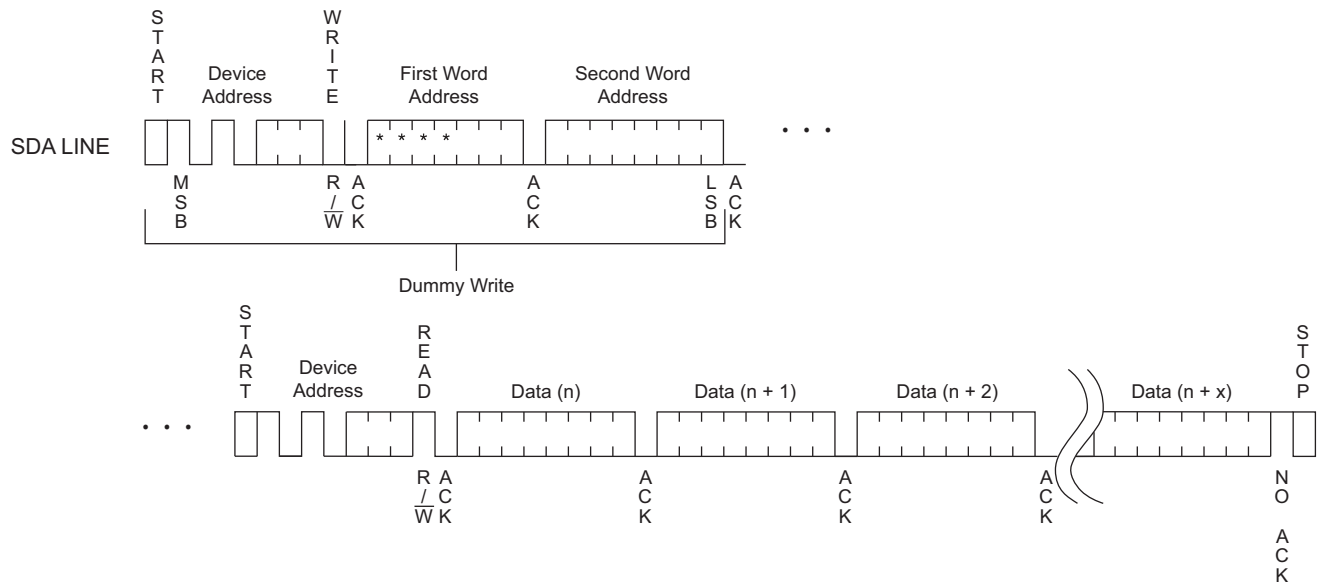 START
WRITE
Device Address
First Word Address
Second Word Address
SDA LINE
* * * *
. . .
MSB
R/W
ACK
ACK
LSB
ACK
Dummy Write
START
READ
STOP
Device Address
Data (n)
Data (n + 1)
Data (n + 2)
Data (n + x)
. . .
R/W
ACK
ACK
ACK
ACK
NO ACK